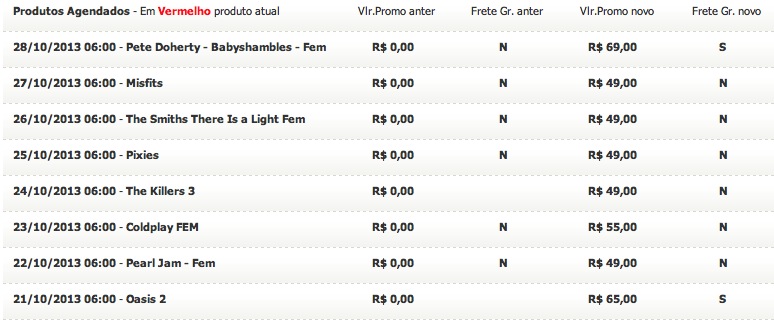 Produtos Agendados - Em Vermelho produto atual Vlr.Promo anter Frete Gr. anter Vlr.Promo novo Frete Gr. novo
28/10/2013 06:00 - Pete Doherty - Babyshambles - Fem R$ 0,00 N R$ 69,00 S
27/10/2013 06:00 - Misfits R$ 0,00 N R$ 49,00 N
26/10/2013 06:00 - The Smiths There Is a Light Fem R$ 0,00 N R$ 49,00 N
25/10/2013 06:00 - Pixies R$ 0,00 N R$ 49,00 N
24/10/2013 06:00 - The Killers 3 R$ 0,00 R$ 49,00 N
23/10/2013 06:00 - Coldplay FEM R$ 0,00 N R$ 55,00 N
22/10/2013 06:00 - Pearl Jam - Fem R$ 0,00 N R$ 49,00 N
21/10/2013 06:00 - Oasis 2 R$ 0,00 R$ 65,00 S